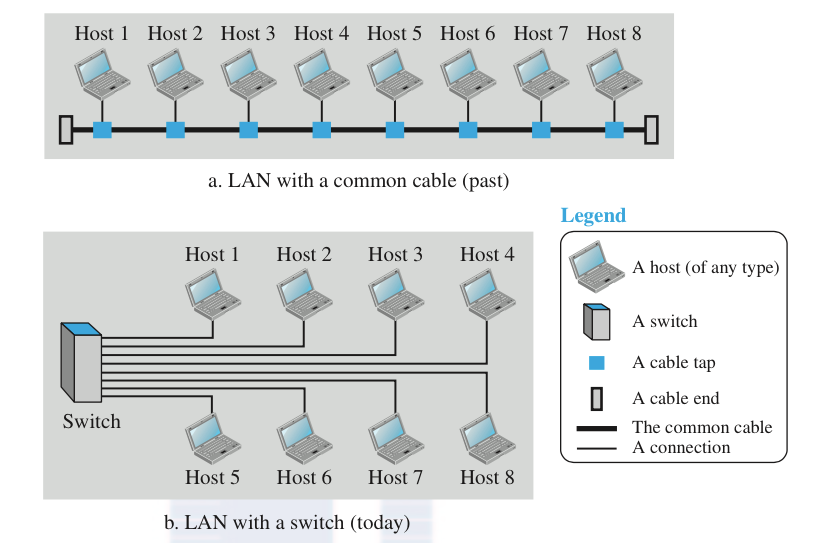 Host 1 Host 2 Host 3 Host 4 Host 5 Host 6 Host 7 Host 8
a. LAN with a common cable (past)
Host 1 Host 2 Host 3 Host 4
Switch
Host 5 Host 6 Host 7 Host 8
b. LAN with a switch (today)
Legend
A host (of any type)
A switch
A cable tap
A cable end
The common cable
A connection